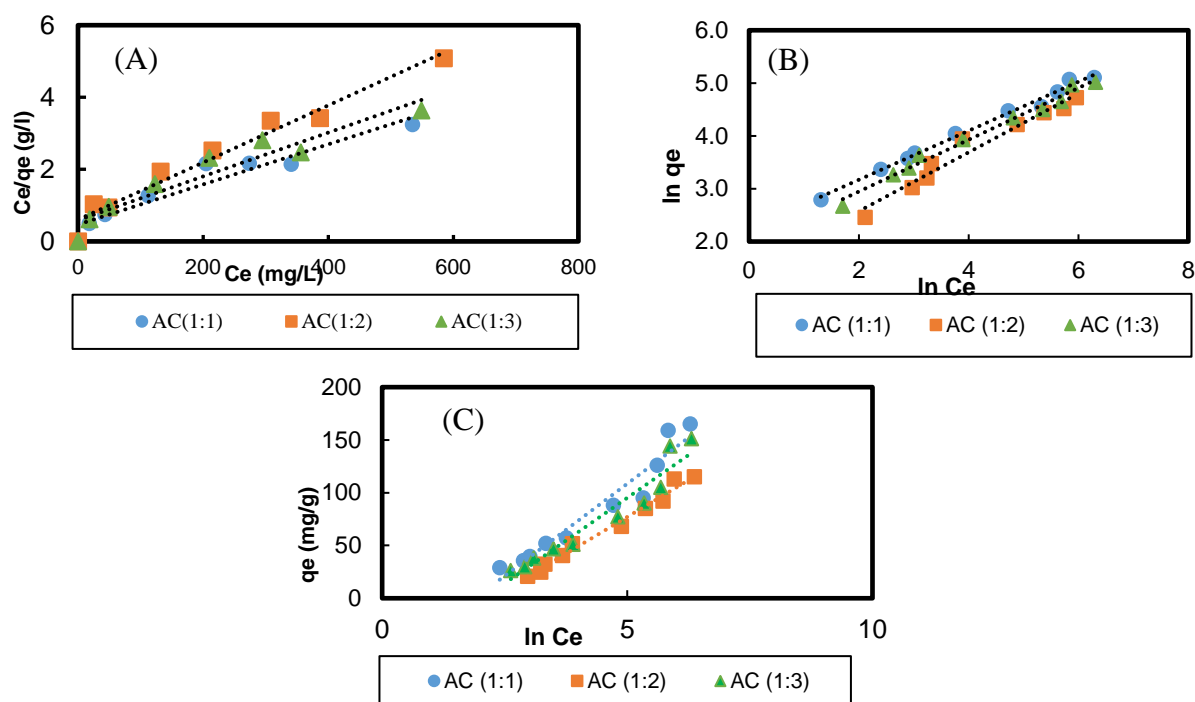 (A)
Ce/qe (g/l)
6
4
2
0
0 200 400 600 800
Ce (mg/L)
AC(1:1) AC(1:2) AC(1:3)
(B)
ln qe
6.0
5.0
4.0
3.0
2.0
0 2 4 6 8
ln Ce
AC (1:1) AC (1:2) AC (1:3)
(C)
qe (mg/g)
200
150
100
50
0
0 5 10
ln Ce
AC (1:1) AC (1:2) AC (1:3)